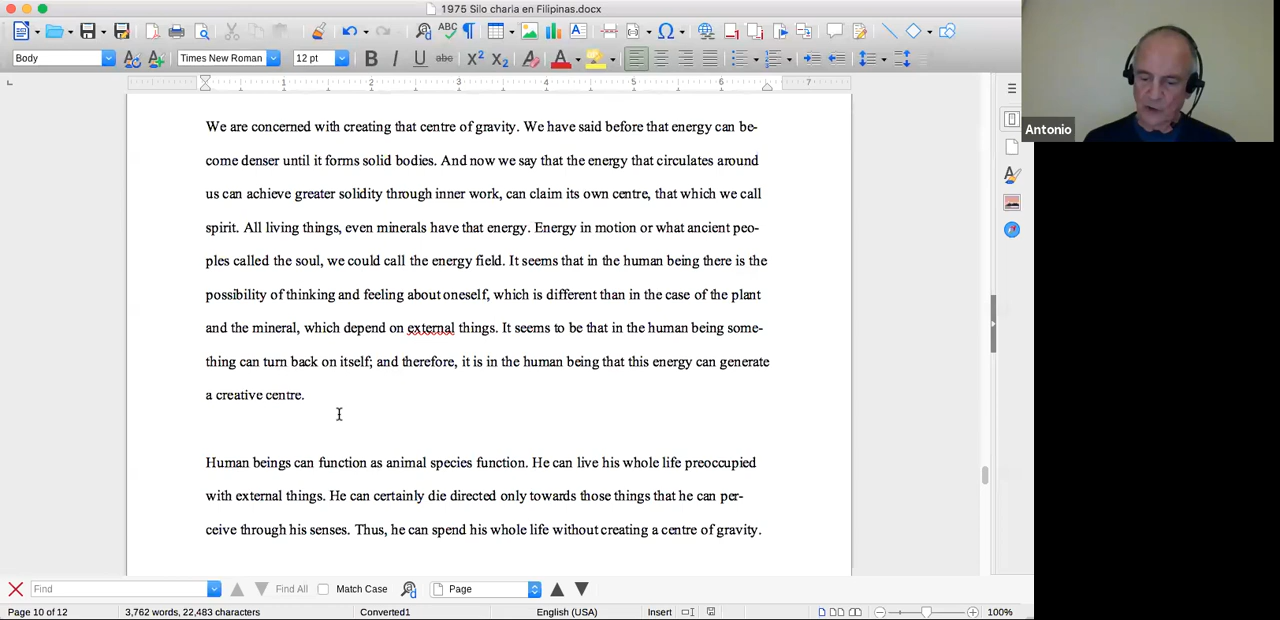 1975 Silo charia en Filipinas.docx
Body
Times New Roman
12 pt
1 2 3 4 5 6 7
Antonio
We are concerned with creating that centre of gravity. We have said before that energy can be-
come denser until it forms solid bodies. And now we say that the energy that circulates around
us can achieve greater solidity through inner work, can claim its own centre, that which we call
spirit. All living things, even minerals have that energy. Energy in motion or what ancient peo-
ples called the soul, we could call the energy field. It seems that in the human being there is the
possibility of thinking and feeling about oneself, which is different than in the case of the plant
and the mineral, which depend on external things. It seems to be that in the human being some-
thing can turn back on itself; and therefore, it is in the human being that this energy can generate
a creative centre.
Human beings can function as animal species function. He can live his whole life preoccupied
with external things. He can certainly die directed only towards those things that he can per-
ceive through his senses. Thus, he can spend his whole life without creating a centre of gravity.
Find
Find All
Match Case
Page
Page 10 of 12
3,762 words, 22,483 characters
Converted1
English (USA)
Insert
100%